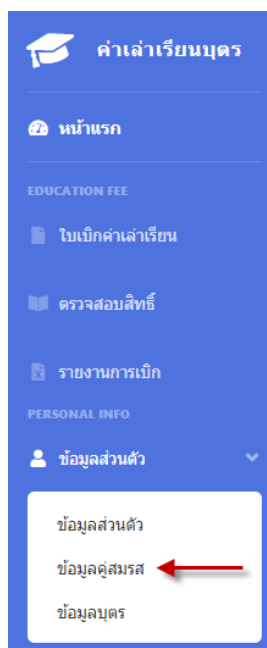 ค่าเล่าเรียนบุตร
หน้าแรก
EDUCATION FEE
ใบเบิกค่าเล่าเรียน
ตรวจสอบสิทธิ์
รายงานการเบิก
PERSONAL INFO
ข้อมูลส่วนตัว
ข้อมูลส่วนตัว
ข้อมูลคู่สมรส
ข้อมูลบุตร